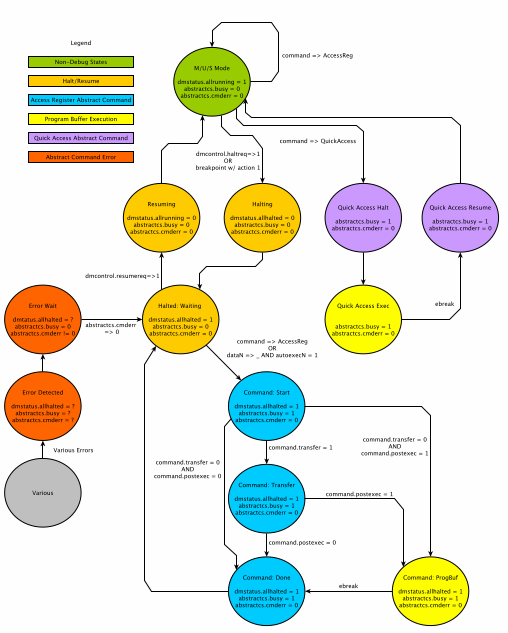 Legend
Non-Debug States
Halt/Resume
Access Register Abstract Command
Program Buffer Execution
Quick Access Abstract Command
Abstract Command Error
M/U/S Mode
dmstatus.allrunning = 1
abstractcs.busy = 0
abstractcs.cmderr = 0
command => AccessReg
command => QuickAccess
dmcontrol.haltreq=>1
OR
breakpoint w/ action 1
Resuming
dmstatus.allrunning = 0
abstractcs.busy = 0
abstractcs.cmderr = 0
Halting
dmstatus.allhalted = 0
abstractcs.busy = 0
abstractcs.cmderr = 0
Quick Access Halt
abstractcs.busy = 1
abstractcs.cmderr = 0
Quick Access Resume
abstractcs.busy = 1
abstractcs.cmderr = 0
dmcontrol.resumereq=>1
Error Wait
dmtatus.allhalted = ?
abstractcs.busy = 0
abstractcs.cmderr != 0
abstractcs.cmderr
=> 0
Halted: Waiting
dmstatus.allhalted = 1
abstractcs.busy = 0
abstractcs.cmderr = 0
Quick Access Exec
abstractcs.busy = 1
abstractcs.cmderr = 0
ebreak
command => AccessReg
OR
dataN => _ AND autoexecN = 1
Error Detected
dmstatus.allhalted = ?
abstractcs.busy = ?
abstractcs.cmderr = ?
Command: Start
dmstatus.allhalted = 1
abstractcs.busy = 1
abstractcs.cmderr = 0
Various Errors
command.transfer = 1
command.transfer = 0
AND
command.postexec = 1
command.transfer = 0
AND
command.postexec = 0
Various
Command: Transfer
dmstatus.allhalted = 1
abstractcs.busy = 1
abstractcs.cmderr = 0
command.postexec = 1
command.postexec = 0
Command: Done
dmstatus.allhalted = 1
abstractcs.busy = 1
abstractcs.cmderr = 0
ebreak
Command: ProgBuf
dmstatus.allhalted = 1
abstractcs.busy = 1
abstractcs.cmderr = 0